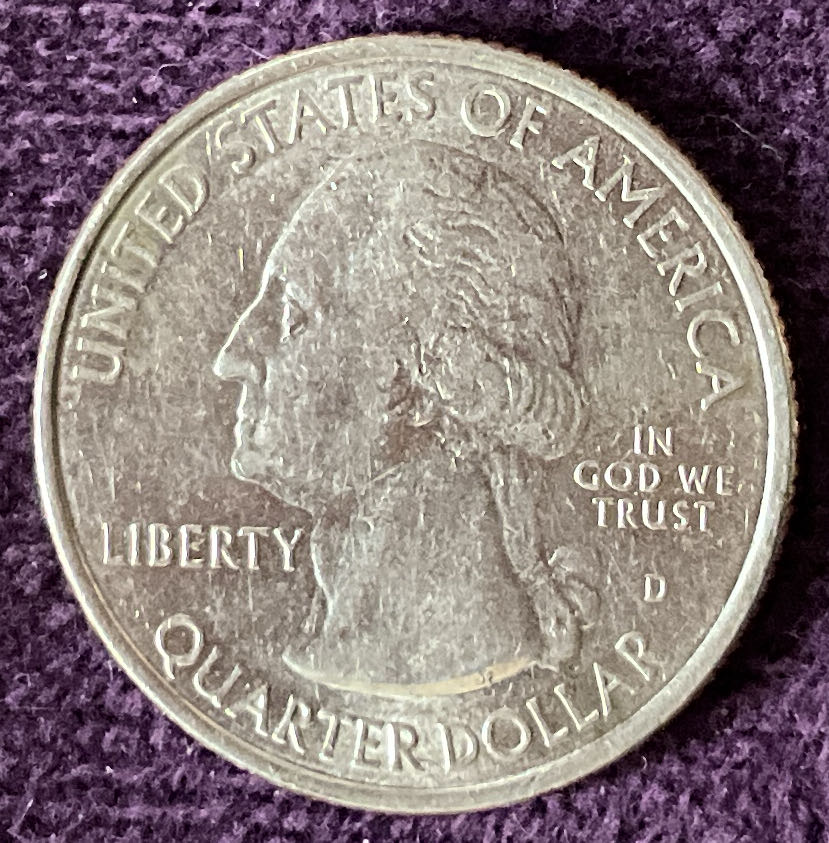 UNITED STATES OF AMERICA
LIBERTY
IN
GOD WE
TRUST
D
QUARTER DOLLAR